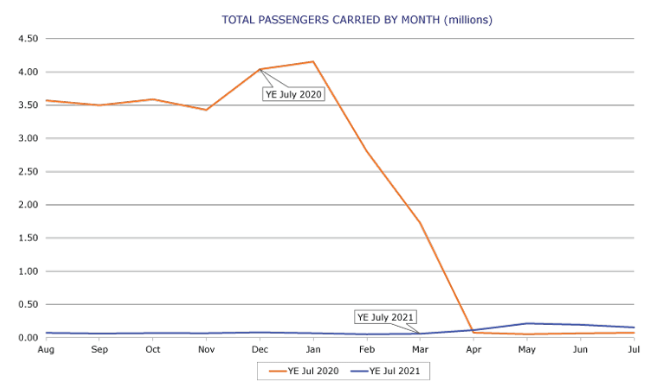 TOTAL PASSENGERS CARRIED BY MONTH (millions)
4.50
4.00
3.50
3.00
2.50
2.00
1.50
1.00
0.50
0.00
YE July 2020
YE July 2021
Aug Sep Oct Nov Dec Jan Feb Mar Apr May Jun Jul
YE Jul 2020 YE Jul 2021